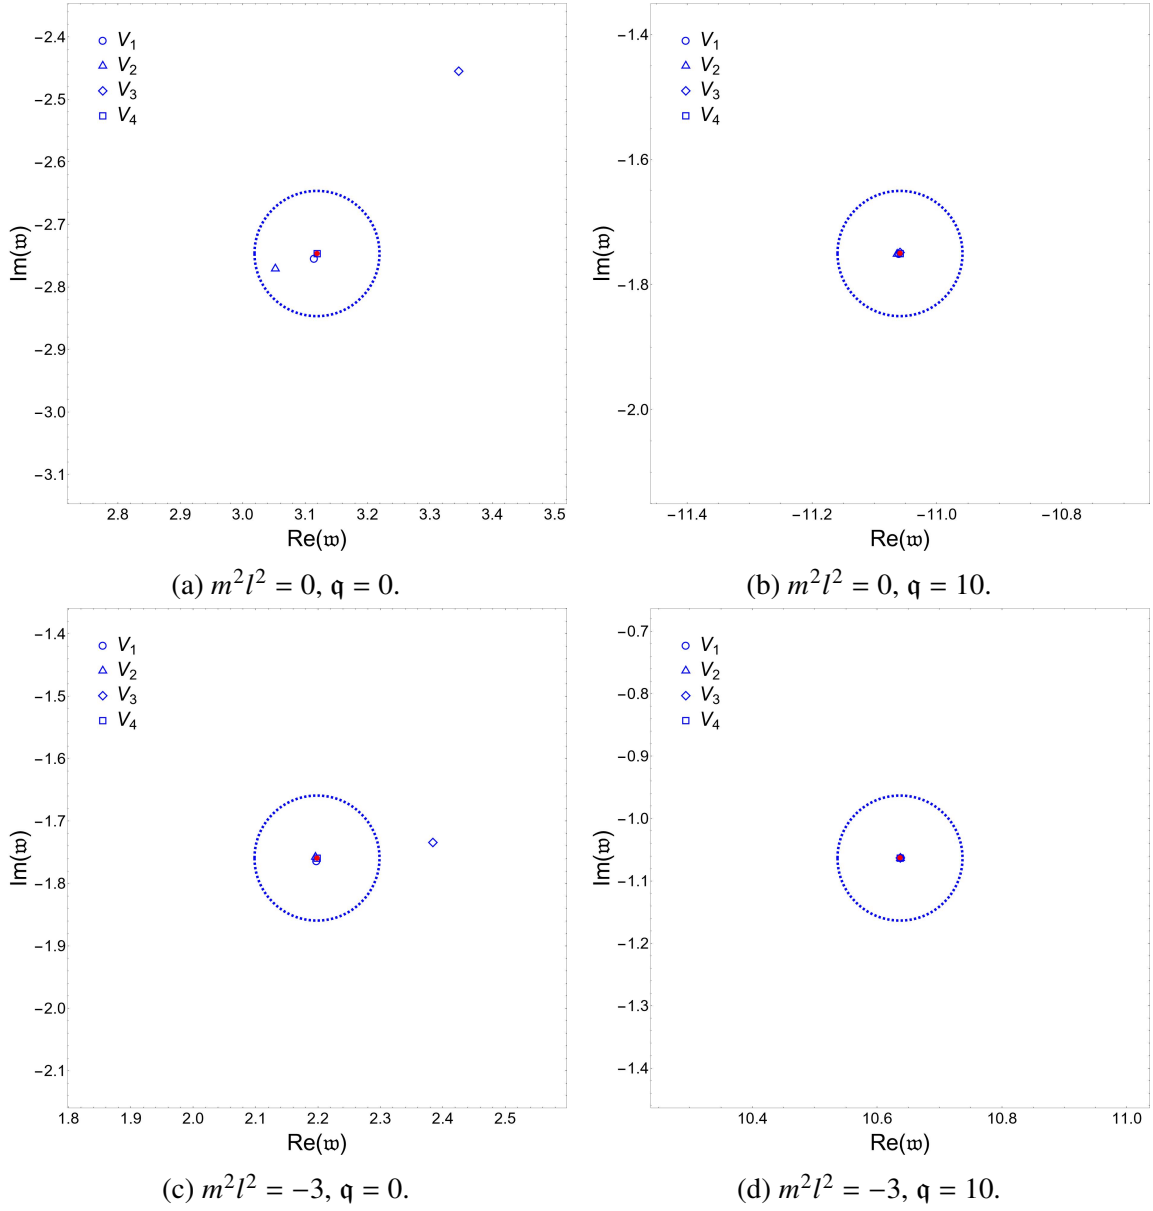 −2.4
−2.5
−2.6
−2.7
−2.8
−2.9
−3.0
−3.1
Im(𝔴)
V₁
V₂
V₃
V₄
2.8 2.9 3.0 3.1 3.2 3.3 3.4 3.5
Re(𝔴)
(a) m²l² = 0, 𝔮 = 0.
−1.4
−1.6
−1.8
−2.0
Im(𝔴)
V₁
V₂
V₃
V₄
−11.4 −11.2 −11.0 −10.8
Re(𝔴)
(b) m²l² = 0, 𝔮 = 10.
−1.4
−1.5
−1.6
−1.7
−1.8
−1.9
−2.0
−2.1
Im(𝔴)
V₁
V₂
V₃
V₄
1.8 1.9 2.0 2.1 2.2 2.3 2.4 2.5
Re(𝔴)
(c) m²l² = −3, 𝔮 = 0.
−0.7
−0.8
−0.9
−1.0
−1.1
−1.2
−1.3
−1.4
Im(𝔴)
V₁
V₂
V₃
V₄
10.4 10.6 10.8 11.0
Re(𝔴)
(d) m²l² = −3, 𝔮 = 10.